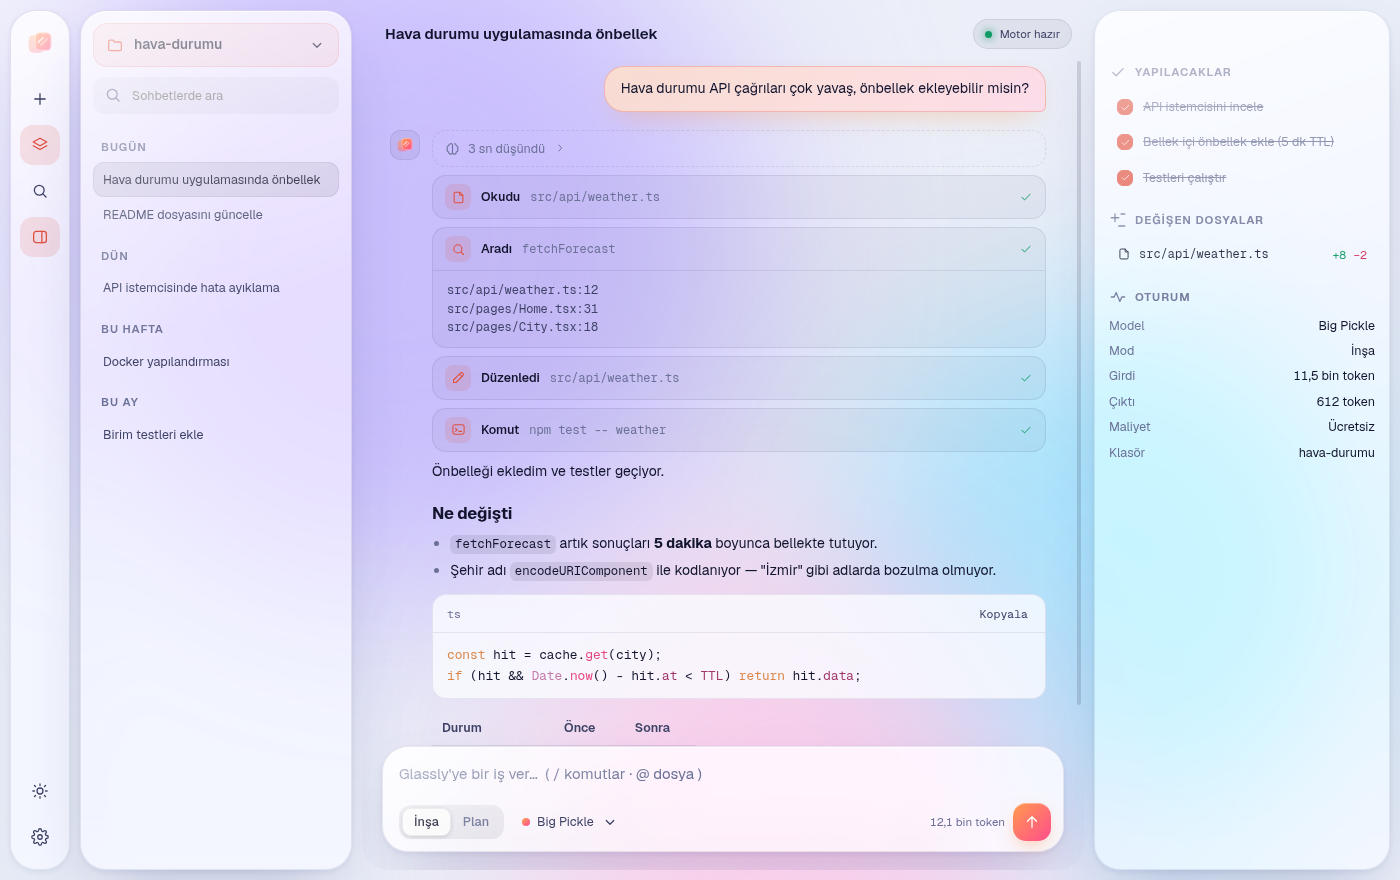 hava-durumu
Sohbetlerde ara
BUGÜN
Hava durumu uygulamasında önbellek
README dosyasını güncelle
DÜN
API istemcisinde hata ayıklama
BU HAFTA
Docker yapılandırması
BU AY
Birim testleri ekle
Hava durumu uygulamasında önbellek
Motor hazır
Hava durumu API çağrıları çok yavaş, önbellek ekleyebilir misin?
3 sn düşündü
Okudu src/api/weather.ts
Aradı fetchForecast
src/api/weather.ts:12
src/pages/Home.tsx:31
src/pages/City.tsx:18
Düzenledi src/api/weather.ts
Komut npm test -- weather
Önbelleği ekledim ve testler geçiyor.
Ne değişti
fetchForecast artık sonuçları 5 dakika boyunca bellekte tutuyor.
Şehir adı encodeURIComponent ile kodlanıyor — "İzmir" gibi adlarda bozulma olmuyor.
ts
Kopyala
const hit = cache.get(city);
if (hit && Date.now() - hit.at < TTL) return hit.data;
Durum Önce Sonra
Glassly'ye bir iş ver… ( / komutlar · @ dosya )
İnşa
Plan
Big Pickle
12,1 bin token
YAPILACAKLAR
API istemcisini incele
Bellek içi önbellek ekle (5 dk TTL)
Testleri çalıştır
DEĞİŞEN DOSYALAR
src/api/weather.ts +8 −2
OTURUM
Model Big Pickle
Mod İnşa
Girdi 11,5 bin token
Çıktı 612 token
Maliyet Ücretsiz
Klasör hava-durumu